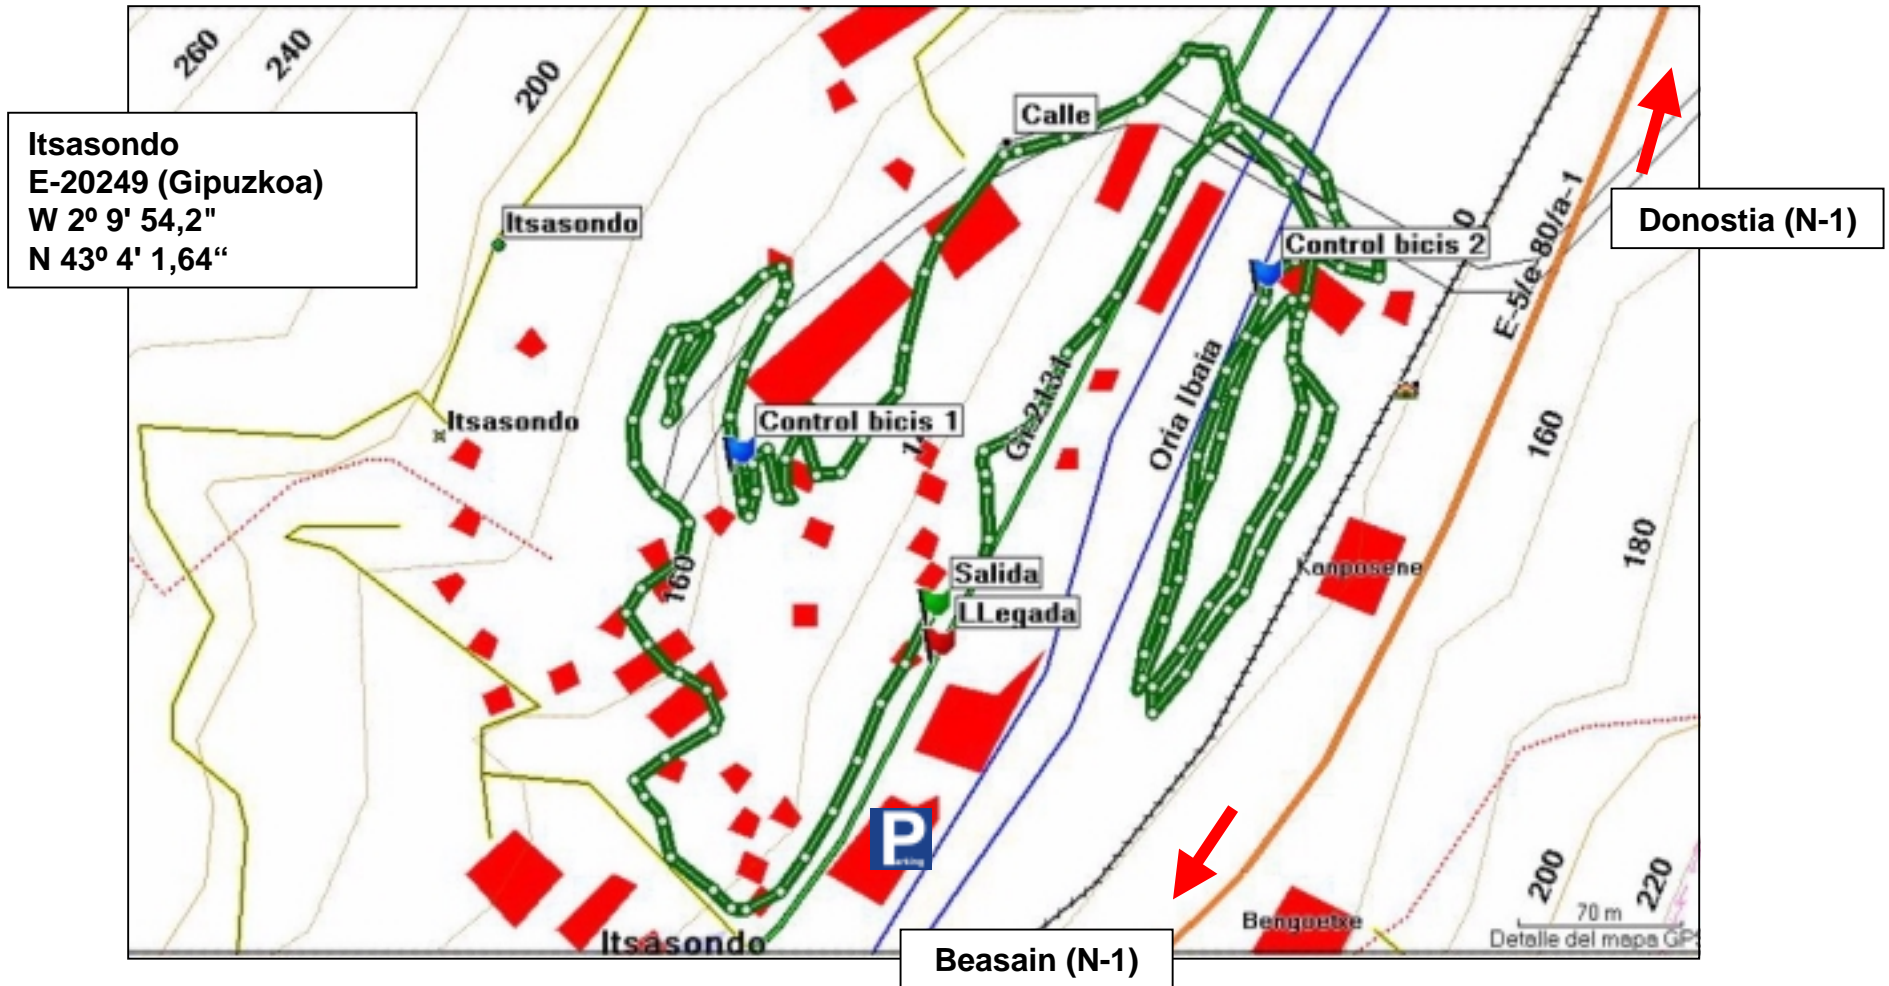 260
240
200
Itsasondo
E-20249 (Gipuzkoa)
W 2º 9' 54,2"
N 43º 4' 1,64“
Calle
Itsasondo
Donostia (N-1)
Control bicis 2
E-5/e-80/a-1
Itsasondo
Control bicis 1
Gi-2131
Oria Ibaia
160
180
160
Salida
LLegada
Kanposene
P
arking
200
220
70 m
Bengoetxe
Detalle del mapa GPS
Itsasondo
Beasain (N-1)